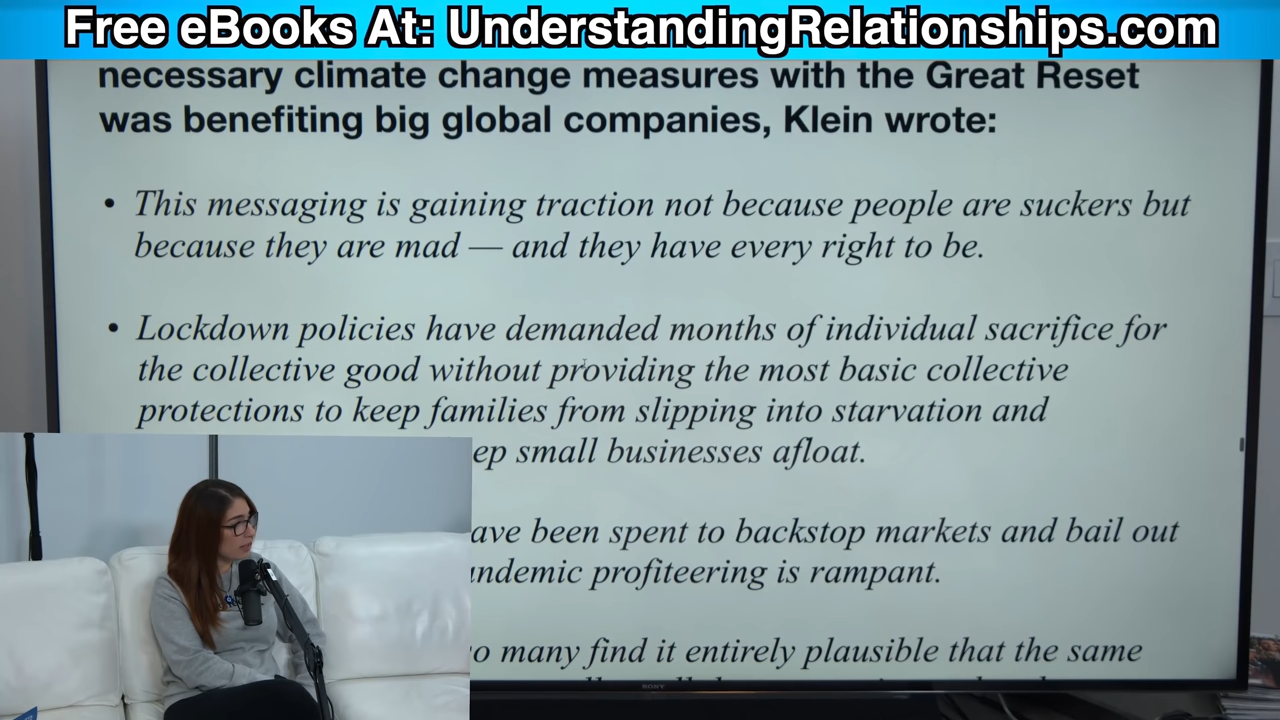 Free eBooks At: UnderstandingRelationships.com
necessary climate change measures with the Great Reset
was benefiting big global companies, Klein wrote:
• This messaging is gaining traction not because people are suckers but
because they are mad — and they have every right to be.
• Lockdown policies have demanded months of individual sacrifice for
the collective good without providing the most basic collective
protections to keep families from slipping into starvation and
small businesses afloat.
been spent to backstop markets and bail out
profiteering is rampant.
many find it entirely plausible that the same
SONY